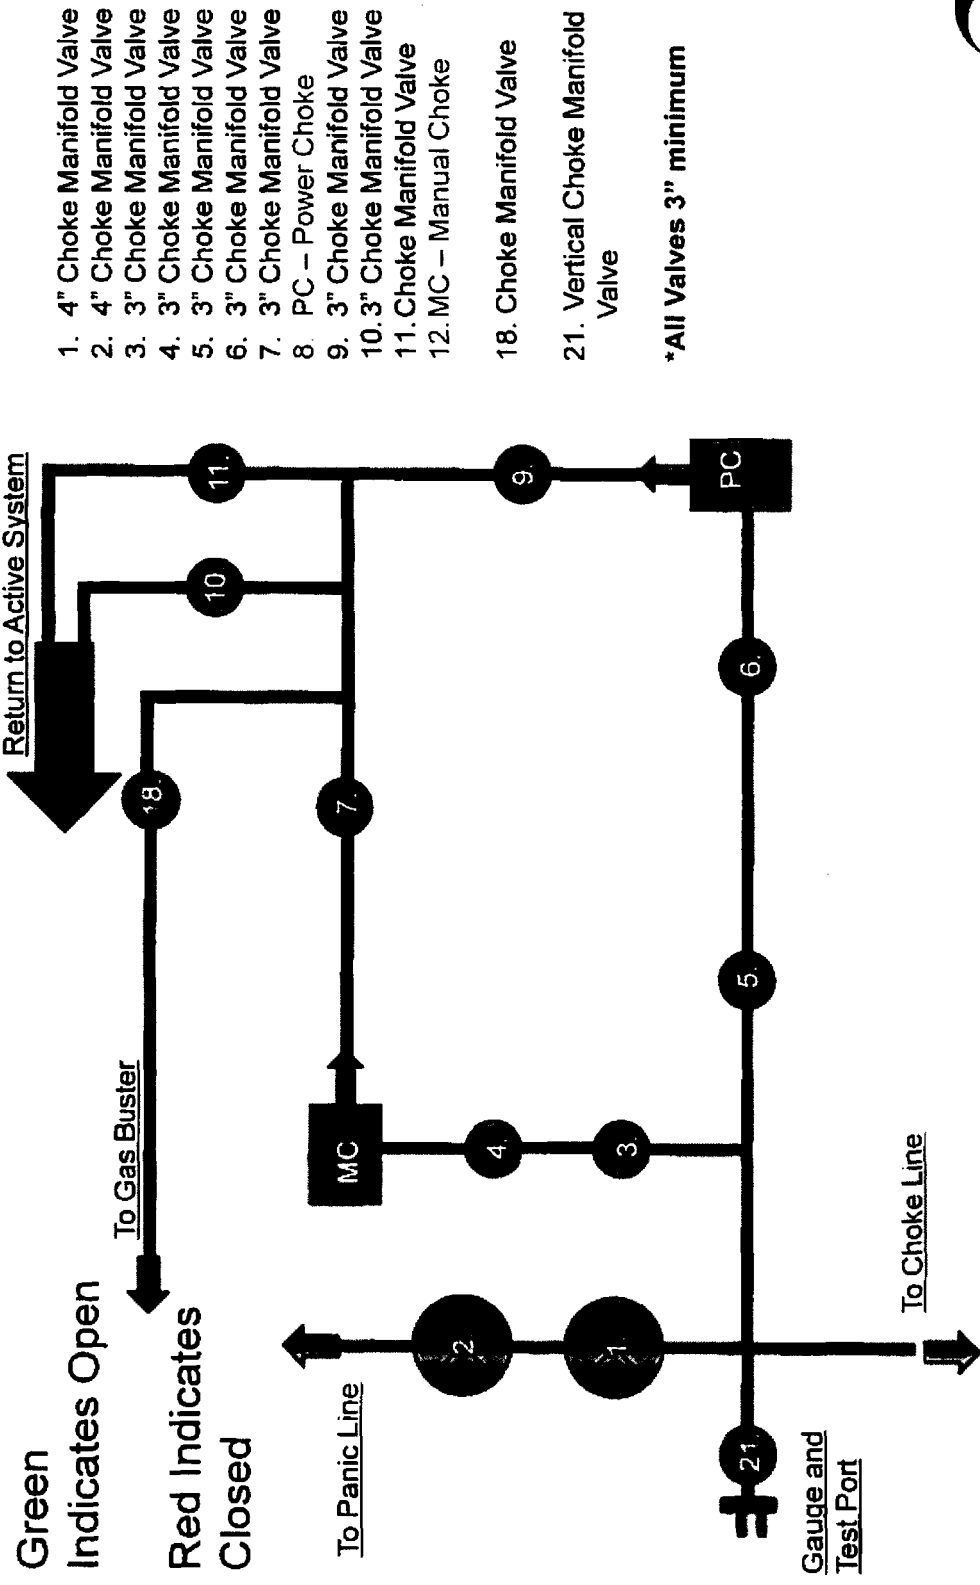 Green
Indicates Open
Red Indicates
Closed
To Gas Buster
Return to Active System
To Panic Line
Gauge and
Test Port
To Choke Line
18.
11.
10
7.
9.
MC
PC
4.
3.
2
1.
5.
6.
21.
1. 4" Choke Manifold Valve
2. 4" Choke Manifold Valve
3. 3" Choke Manifold Valve
4. 3" Choke Manifold Valve
5. 3" Choke Manifold Valve
6. 3" Choke Manifold Valve
7. 3" Choke Manifold Valve
8. PC – Power Choke
9. 3" Choke Manifold Valve
10. 3" Choke Manifold Valve
11. Choke Manifold Valve
12. MC – Manual Choke
18. Choke Manifold Valve
21. Vertical Choke Manifold
Valve
*All Valves 3" minimum